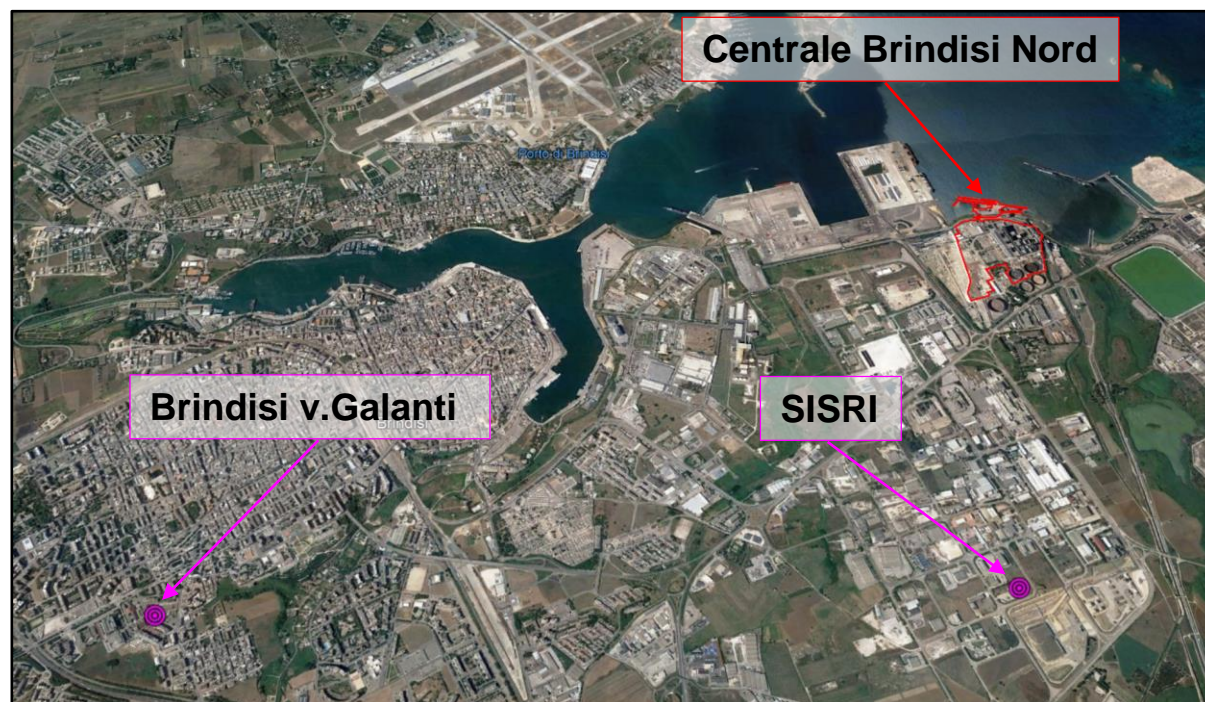 Centrale Brindisi Nord
Porto di Brindisi
Brindisi v.Galanti
SISRI
Brindisi